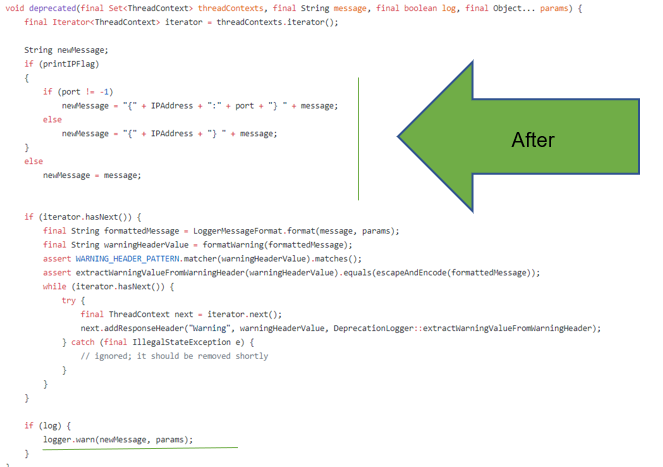 void deprecated(final Set<ThreadContext> threadContexts, final String message, final boolean log, final Object... params) {
final Iterator<ThreadContext> iterator = threadContexts.iterator();
String newMessage;
if (printIPFlag)
{
if (port != -1)
newMessage = "{" + IPAddress + ":" + port + "} " + message;
else
newMessage = "{" + IPAddress + "} " + message;
}
else
newMessage = message;
After
if (iterator.hasNext()) {
final String formattedMessage = LoggerMessageFormat.format(message, params);
final String warningHeaderValue = formatWarning(formattedMessage);
assert WARNING_HEADER_PATTERN.matcher(warningHeaderValue).matches();
assert extractWarningValueFromWarningHeader(warningHeaderValue).equals(escapeAndEncode(formattedMessage));
while (iterator.hasNext()) {
try {
final ThreadContext next = iterator.next();
next.addResponseHeader("Warning", warningHeaderValue, DeprecationLogger::extractWarningValueFromWarningHeader);
} catch (final IllegalStateException e) {
// ignored; it should be removed shortly
}
}
}
if (log) {
logger.warn(newMessage, params);
}
}